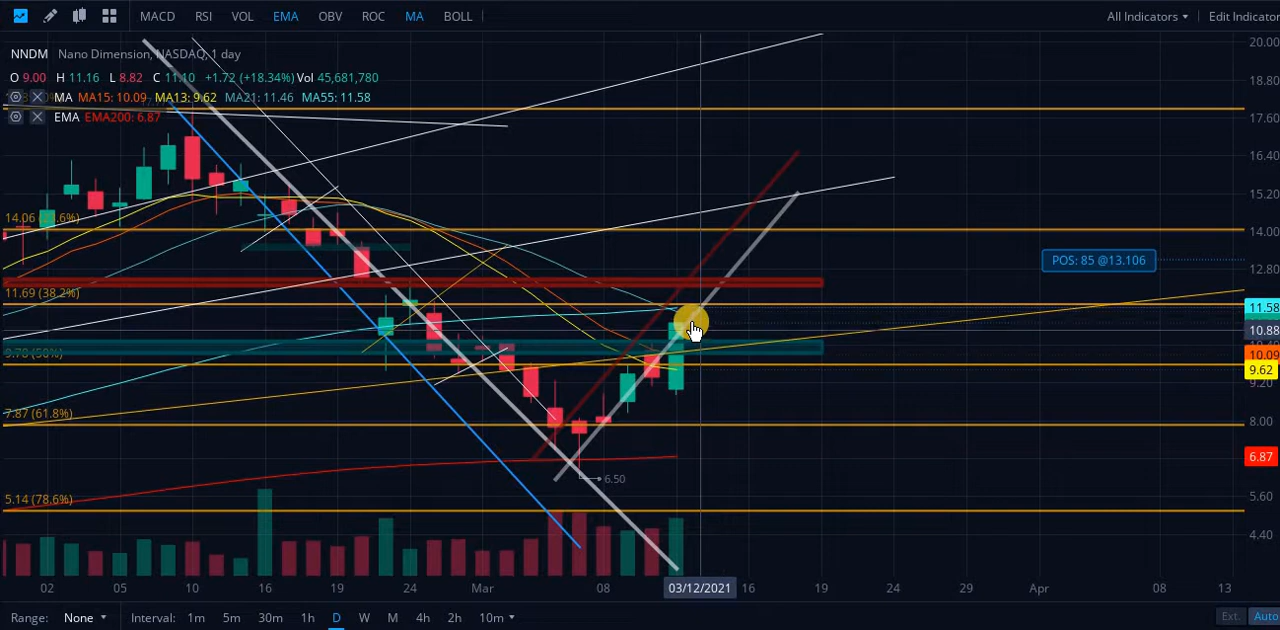 MACD RSI VOL EMA OBV ROC MA BOLL All Indicators Edit Indicator
NNDM Nano Dimension, NASDAQ, 1 day
O 9.00 H 11.16 L 8.82 C 11.10 +1.72 (+18.34%) Vol 45,681,780
MA MA15: 10.09 MA13: 9.62 MA21: 11.46 MA55: 11.58
EMA EMA200: 6.87
20.00
18.80
17.60
16.40
15.20
14.06 (23.6%)
14.00
POS: 85 @13.106
12.80
11.69 (38.2%)
11.58
10.88
9.78 (50%)
10.09
9.62
9.20
7.87 (61.8%)
8.00
6.87
6.50
5.14 (78.6%)
5.60
4.40
02 05 10 16 19 24 Mar 08 03/12/2021 16 19 24 29 Apr 08 13
Range: None Interval: 1m 5m 30m 1h D W M 4h 2h 10m Ext. Auto